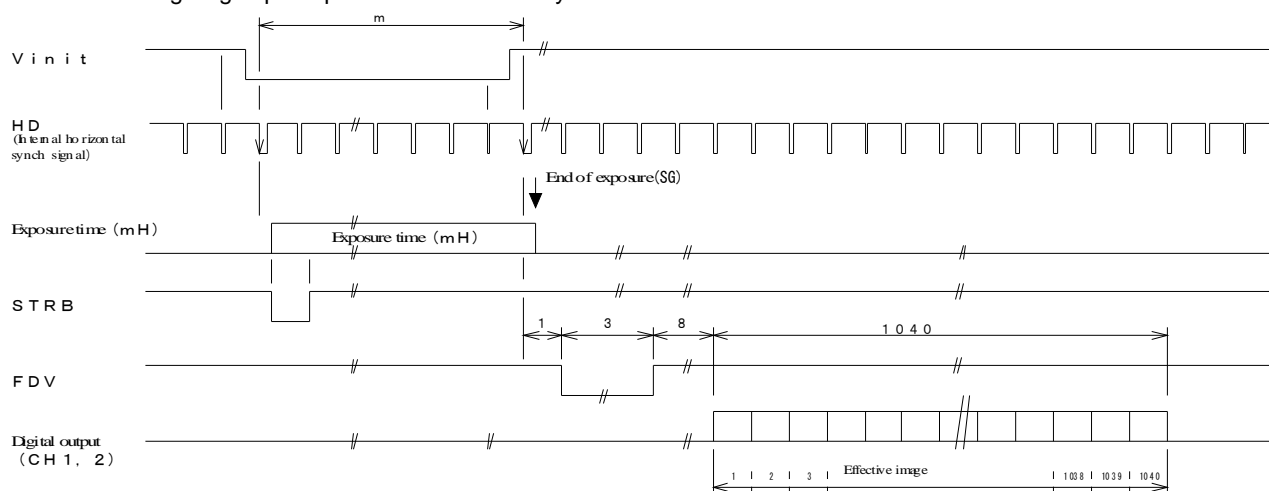 m
Vinit
HD
(Internal horizontal
synch signal)
End of exposure(SG)
Exposure time (mH)
Exposure time (mH)
STRB
1 3 8 1040
FDV
Digital output
(CH1, 2)
Effective image
1 2 3 1038 1039 1040